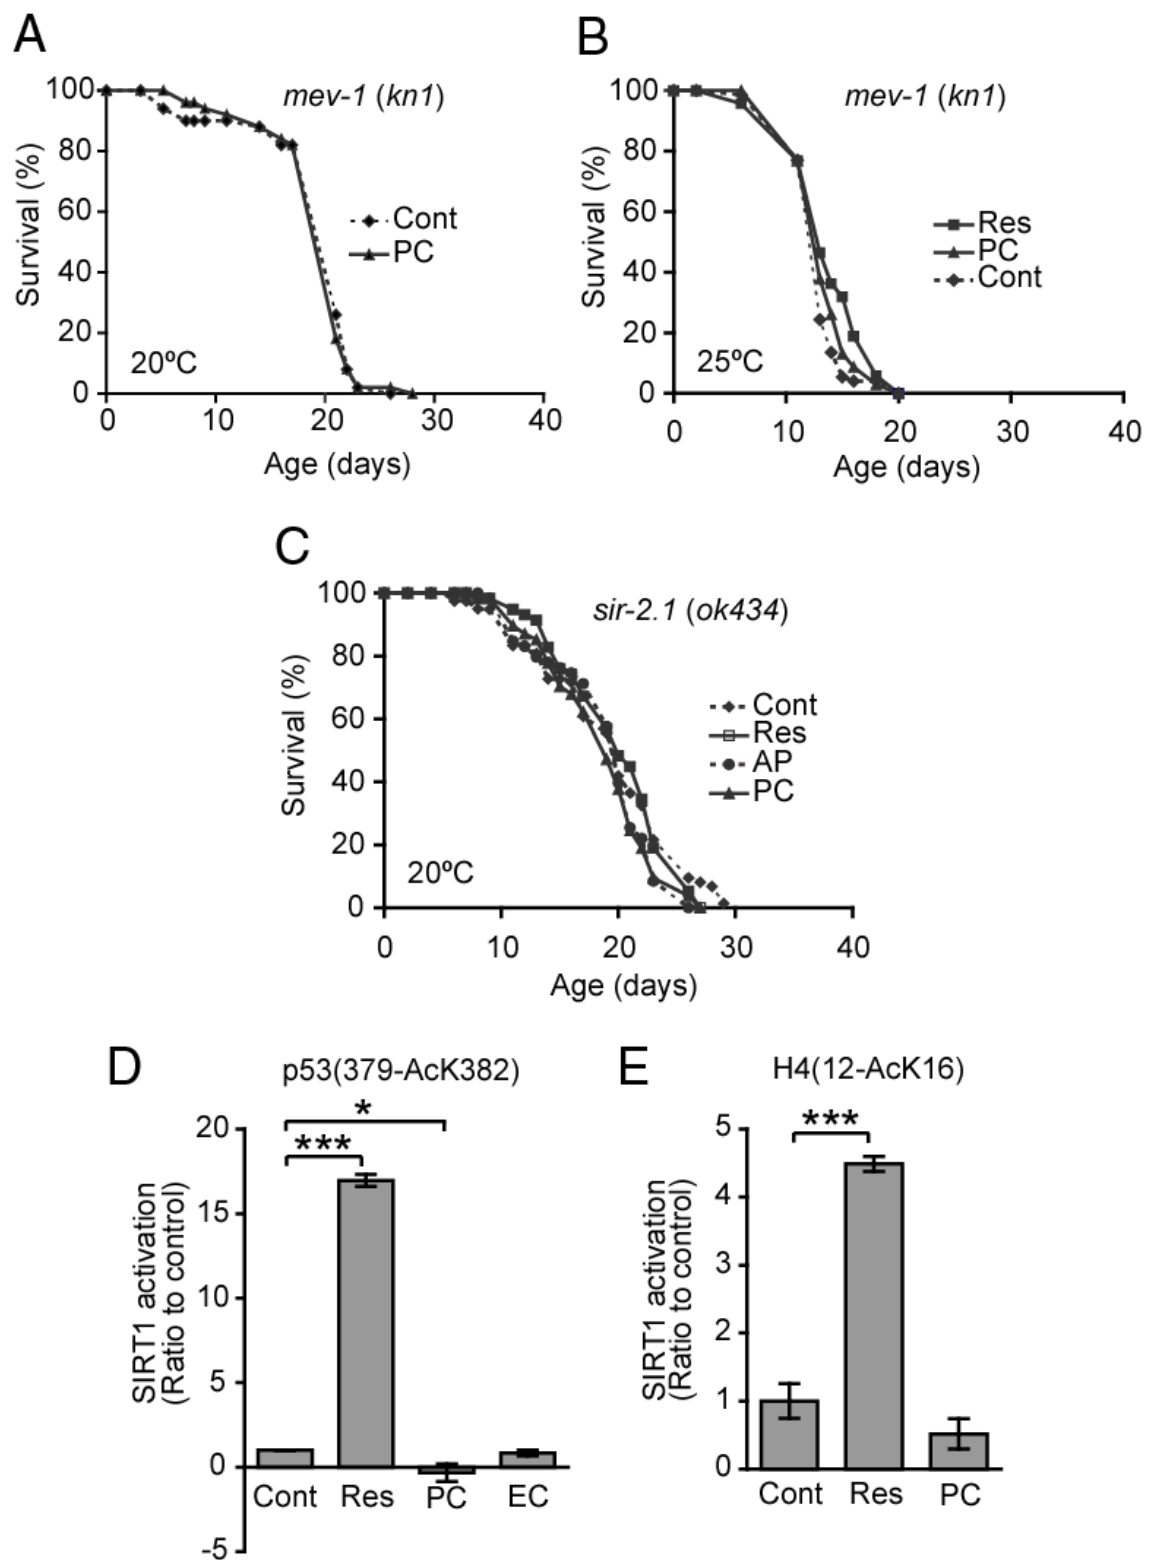 A
mev-1 (kn1)
Survival (%)
100
80
60
40
20
0
Cont
PC
20ºC
0 10 20 30 40
Age (days)
B
mev-1 (kn1)
Survival (%)
100
80
60
40
20
0
Res
PC
Cont
25ºC
0 10 20 30 40
Age (days)
C
sir-2.1 (ok434)
Survival (%)
100
80
60
40
20
0
Cont
Res
AP
PC
20ºC
0 10 20 30 40
Age (days)
D
p53(379-AcK382)
*
***
SIRT1 activation
(Ratio to control)
20
15
10
5
0
-5
Cont Res PC EC
E
H4(12-AcK16)
***
SIRT1 activation
(Ratio to control)
5
4
3
2
1
0
Cont Res PC